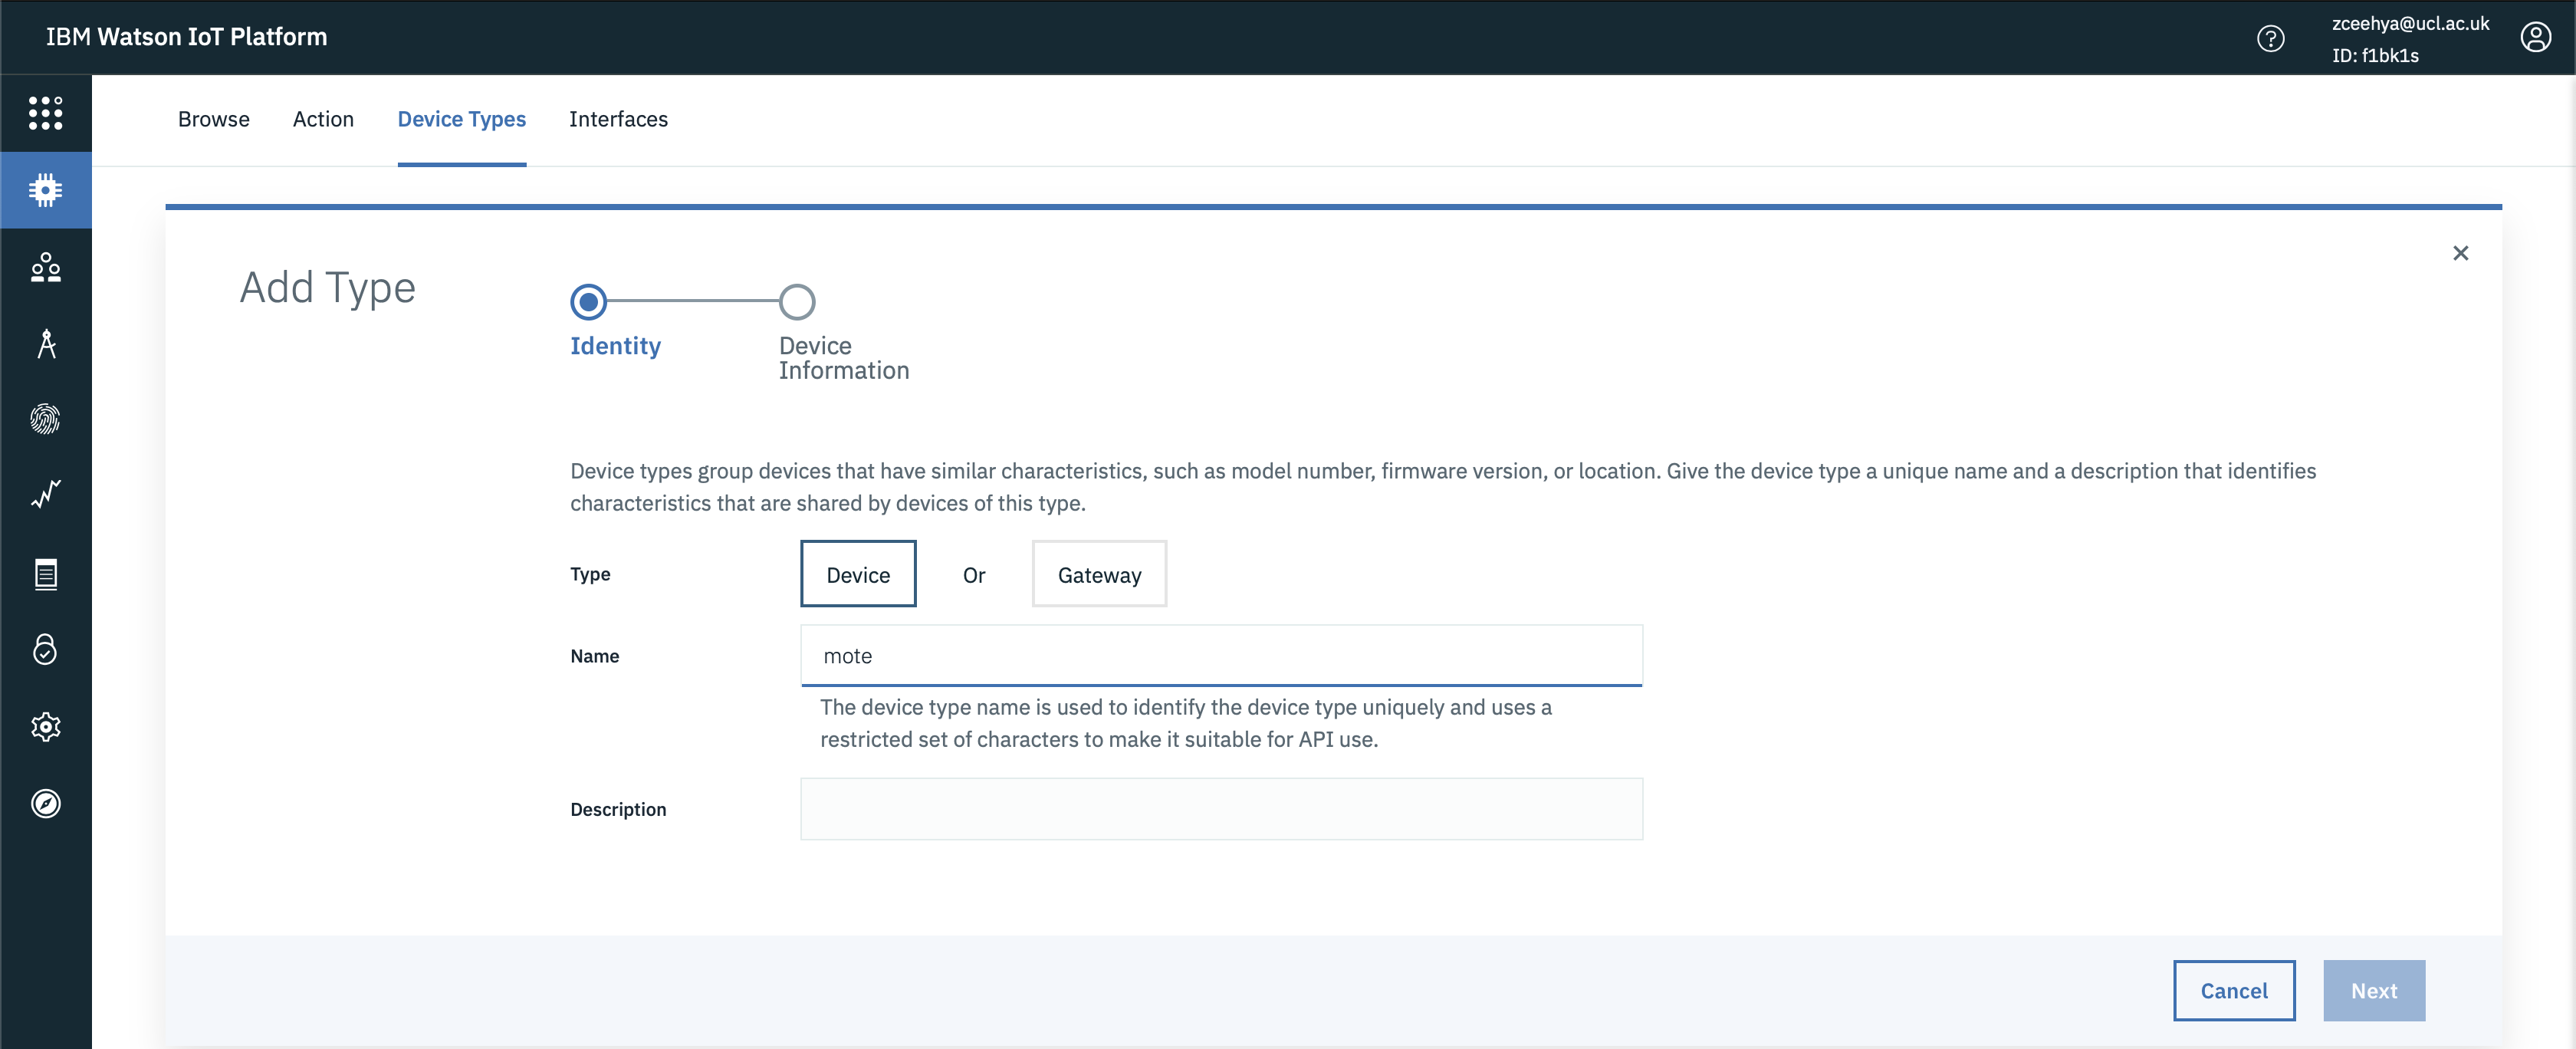 IBM Watson IoT Platform
zceehya@ucl.ac.uk
ID: f1bk1s
Browse Action Device Types Interfaces
Add Type
Identity
Device
Information
Device types group devices that have similar characteristics, such as model number, firmware version, or location. Give the device type a unique name and a description that identifies
characteristics that are shared by devices of this type.
Type Device Or Gateway
Name mote
The device type name is used to identify the device type uniquely and uses a
restricted set of characters to make it suitable for API use.
Description
Cancel Next